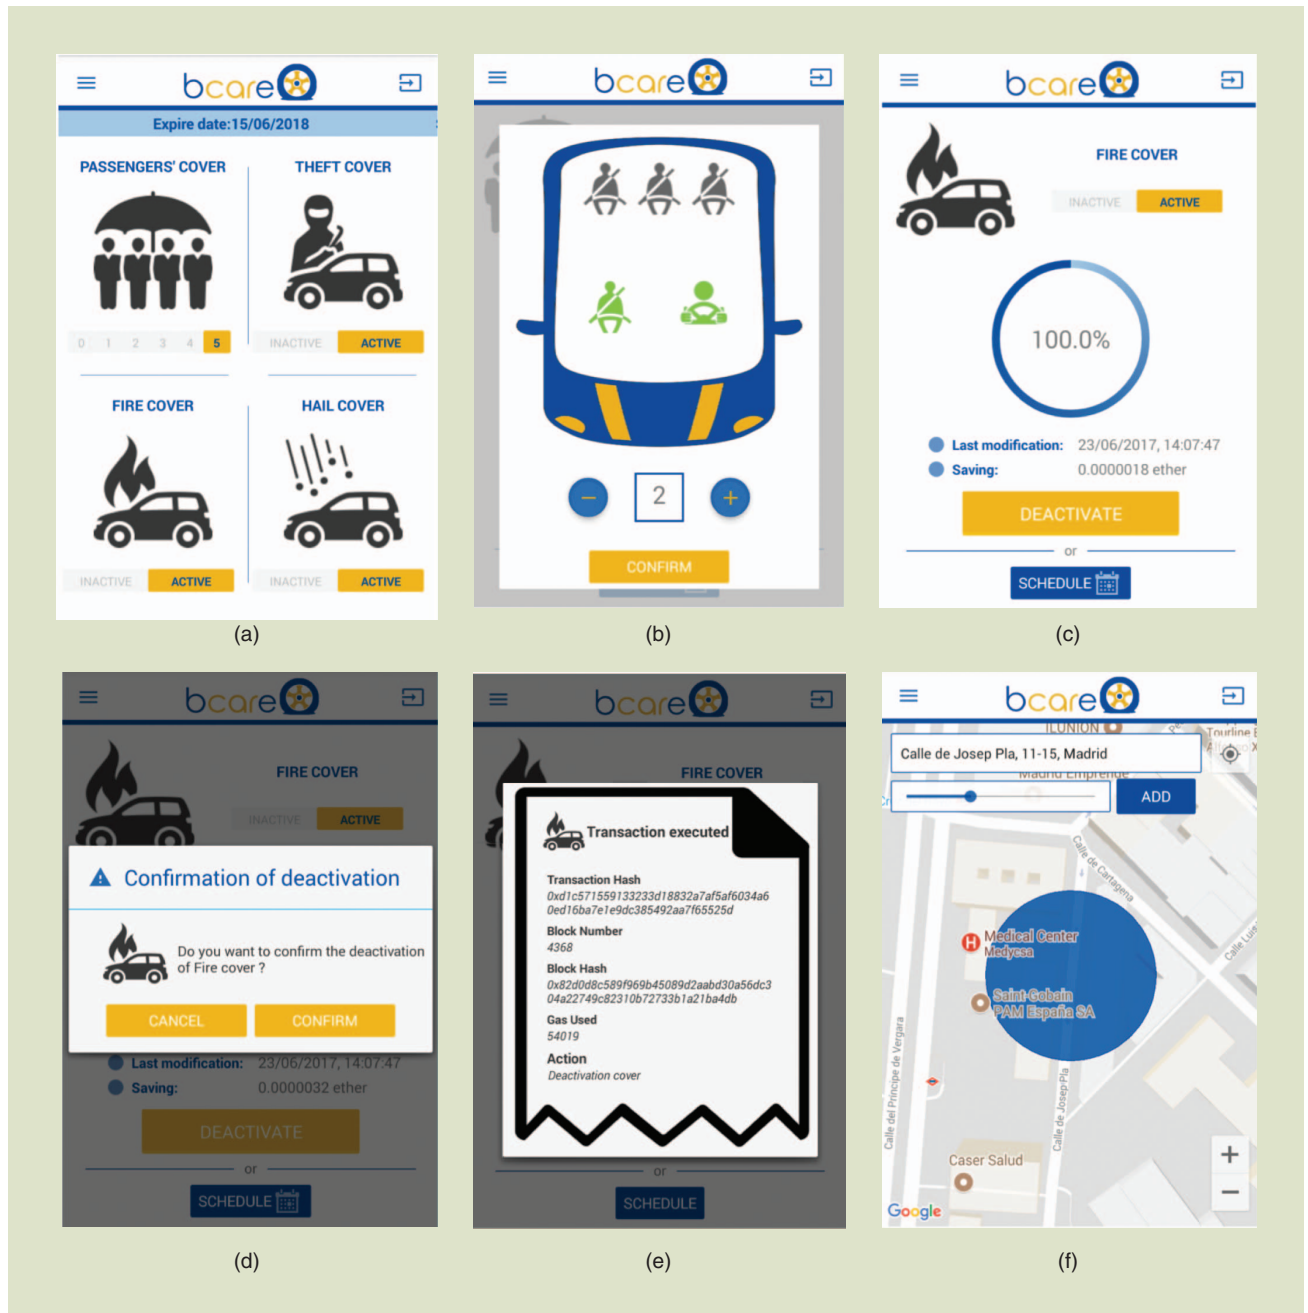 bcare
Expire date:15/06/2018
PASSENGERS' COVER
THEFT COVER
0 1 2 3 4 5
INACTIVE ACTIVE
FIRE COVER
HAIL COVER
INACTIVE ACTIVE
INACTIVE ACTIVE
(a)
bcare
2
CONFIRM
(b)
bcare
FIRE COVER
INACTIVE ACTIVE
100.0%
Last modification: 23/06/2017, 14:07:47
Saving: 0.0000018 ether
DEACTIVATE
or
SCHEDULE
(c)
bcare
FIRE COVER
INACTIVE ACTIVE
Confirmation of deactivation
Do you want to confirm the deactivation
of Fire cover ?
CANCEL CONFIRM
Last modification: 23/06/2017, 14:07:47
Saving: 0.0000032 ether
DEACTIVATE
or
SCHEDULE
(d)
bcare
FIRE COVER
Transaction executed
Transaction Hash
0xd1c571559133233d18832a7af5af6034a6
0ed16ba7e1e9dc385492aa7f65525d
Block Number
4368
Block Hash
0x82d0d8c589f969b45089d2aabd30a56dc3
04a22749c82310b72733b1a21ba4db
Gas Used
54019
Action
Deactivation cover
or
SCHEDULE
(e)
bcare
ILUNION
Tourline
Calle de Josep Pla, 11-15, Madrid
Madrid Emprende
ADD
Calle de Cartagena
Medical Center
Medycsa
Saint-Gobain
PAM España SA
Calle del Príncipe de Vergara
Calle de Josep Pla
Caser Salud
Google
(f)